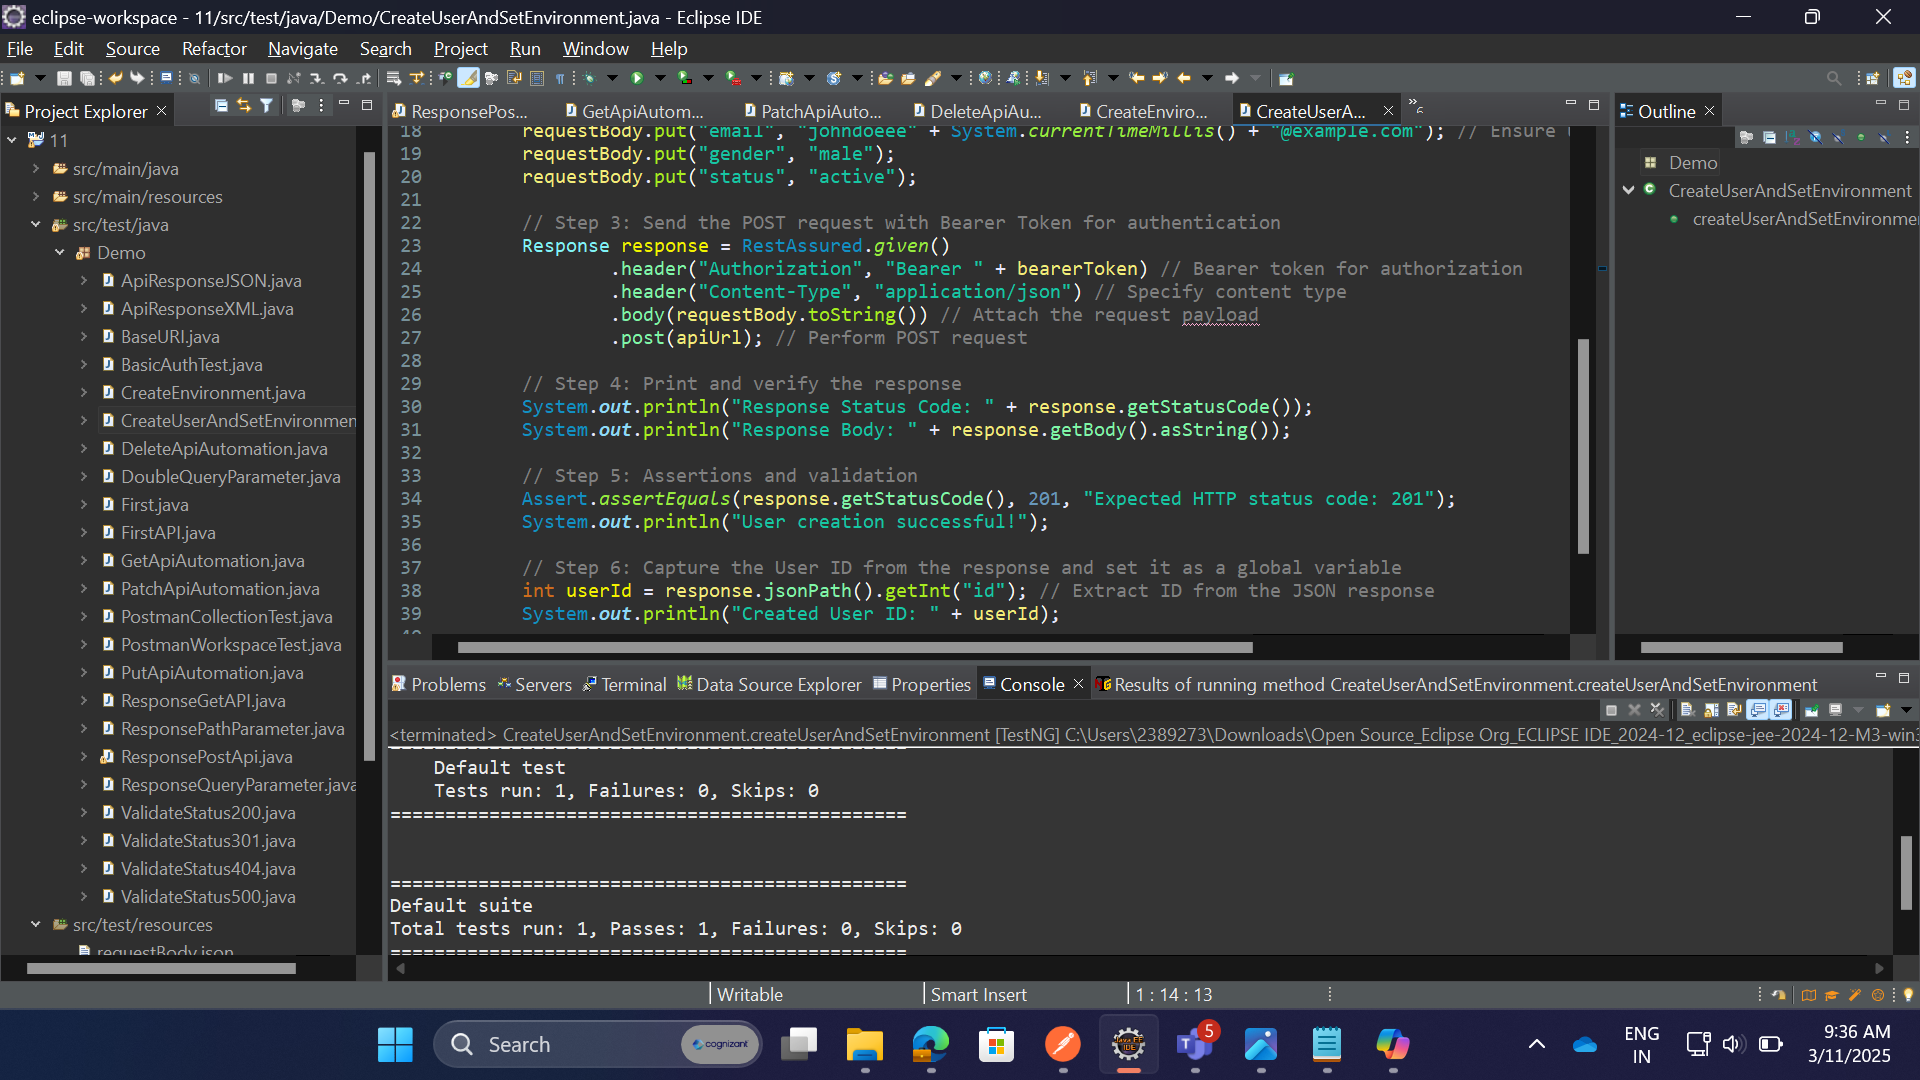 eclipse-workspace - 11/src/test/java/Demo/CreateUserAndSetEnvironment.java - Eclipse IDE
File Edit Source Refactor Navigate Search Project Run Window Help
Project Explorer
11
src/main/java
src/main/resources
src/test/java
Demo
ApiResponseJSON.java
ApiResponseXML.java
BaseURI.java
BasicAuthTest.java
CreateEnvironment.java
CreateUserAndSetEnvironmen
DeleteApiAutomation.java
DoubleQueryParameter.java
First.java
FirstAPI.java
GetApiAutomation.java
PatchApiAutomation.java
PostmanCollectionTest.java
PostmanWorkspaceTest.java
PutApiAutomation.java
ResponseGetAPI.java
ResponsePathParameter.java
ResponsePostApi.java
ResponseQueryParameter.java
ValidateStatus200.java
ValidateStatus301.java
ValidateStatus404.java
ValidateStatus500.java
src/test/resources
requestBody.json
ResponsePos... GetApiAutom... PatchApiAuto... DeleteApiAu... CreateEnviro... CreateUserA...
18 requestBody.put("email", "johndoeee" + System.currentTimeMillis() + "@example.com"); // Ensure
19 requestBody.put("gender", "male");
20 requestBody.put("status", "active");
21
22 // Step 3: Send the POST request with Bearer Token for authentication
23 Response response = RestAssured.given()
24 .header("Authorization", "Bearer " + bearerToken) // Bearer token for authorization
25 .header("Content-Type", "application/json") // Specify content type
26 .body(requestBody.toString()) // Attach the request payload
27 .post(apiUrl); // Perform POST request
28
29 // Step 4: Print and verify the response
30 System.out.println("Response Status Code: " + response.getStatusCode());
31 System.out.println("Response Body: " + response.getBody().asString());
32
33 // Step 5: Assertions and validation
34 Assert.assertEquals(response.getStatusCode(), 201, "Expected HTTP status code: 201");
35 System.out.println("User creation successful!");
36
37 // Step 6: Capture the User ID from the response and set it as a global variable
38 int userId = response.jsonPath().getInt("id"); // Extract ID from the JSON response
39 System.out.println("Created User ID: " + userId);
Outline
Demo
CreateUserAndSetEnvironment
createUserAndSetEnvironme
Problems Servers Terminal Data Source Explorer Properties Console Results of running method CreateUserAndSetEnvironment.createUserAndSetEnvironment
<terminated> CreateUserAndSetEnvironment.createUserAndSetEnvironment [TestNG] C:\Users\2389273\Downloads\Open Source_Eclipse Org_ECLIPSE IDE_2024-12_eclipse-jee-2024-12-M3-win3
===============================================
Default test
Tests run: 1, Failures: 0, Skips: 0
===============================================
===============================================
Default suite
Total tests run: 1, Passes: 1, Failures: 0, Skips: 0
===============================================
Writable Smart Insert 1 : 14 : 13
Search cognizant 5 ENG IN 9:36 AM 3/11/2025